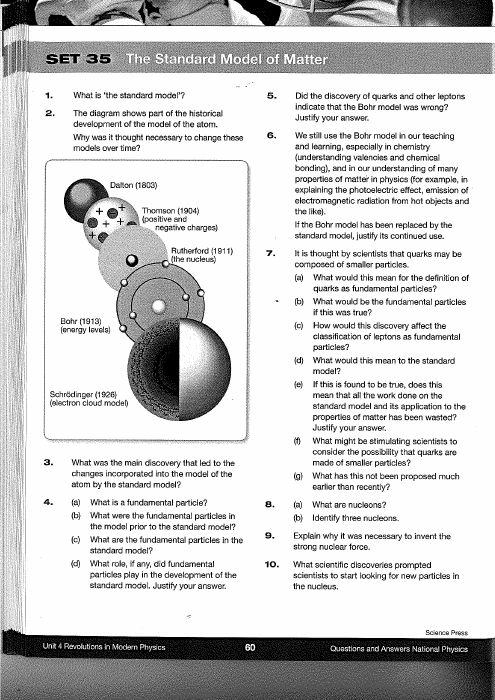 SET 35 The Standard Model of Matter
1. What is 'the standard model'?
2. The diagram shows part of the historical
development of the model of the atom.
Why was it thought necessary to change these
models over time?
Dalton (1803)
Thomson (1904)
(positive and
negative charges)
Rutherford (1911)
(the nucleus)
Bohr (1913)
(energy levels)
Schrödinger (1926)
(electron cloud model)
3. What was the main discovery that led to the
changes incorporated into the model of the
atom by the standard model?
4. (a) What is a fundamental particle?
(b) What were the fundamental particles in
the model prior to the standard model?
(c) What are the fundamental particles in the
standard model?
(d) What role, if any, did fundamental
particles play in the development of the
standard model. Justify your answer.
5. Did the discovery of quarks and other leptons
indicate that the Bohr model was wrong?
Justify your answer.
6. We still use the Bohr model in our teaching
and learning, especially in chemistry
(understanding valencies and chemical
bonding), and in our understanding of many
properties of matter in physics (for example, in
explaining the photoelectric effect, emission of
electromagnetic radiation from hot objects and
the like).
If the Bohr model has been replaced by the
standard model, justify its continued use.
7. It is thought by scientists that quarks may be
composed of smaller particles.
(a) What would this mean for the definition of
quarks as fundamental particles?
(b) What would be the fundamental particles
if this was true?
(c) How would this discovery affect the
classification of leptons as fundamental
particles?
(d) What would this mean to the standard
model?
(e) If this is found to be true, does this
mean that all the work done on the
standard model and its application to the
properties of matter has been wasted?
Justify your answer.
(f) What might be stimulating scientists to
consider the possibility that quarks are
made of smaller particles?
(g) What has this not been proposed much
earlier than recently?
8. (a) What are nucleons?
(b) Identify three nucleons.
9. Explain why it was necessary to invent the
strong nuclear force.
10. What scientific discoveries prompted
scientists to start looking for new particles in
the nucleus.
Science Press
Unit 4 Revolutions in Modern Physics 60 Questions and Answers National Physics